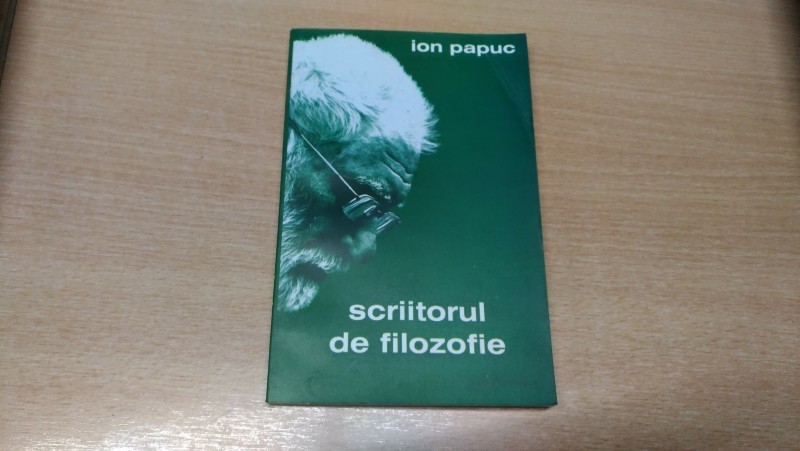 ion papuc
scriitorul
de filozofie